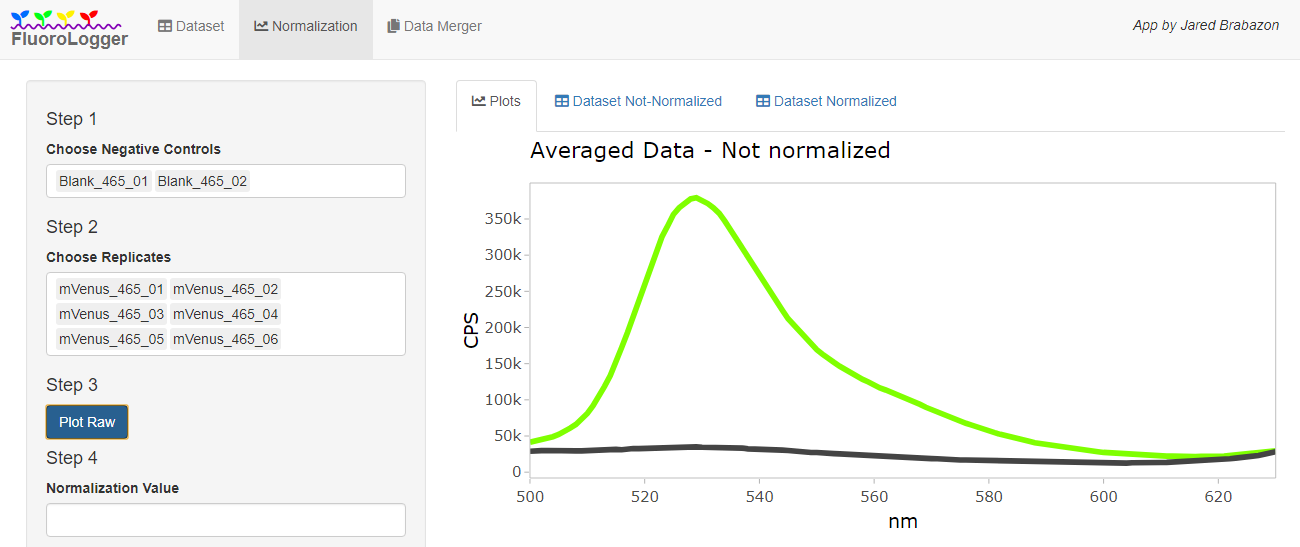 FluoroLogger
Dataset
Normalization
Data Merger
App by Jared Brabazon
Step 1
Choose Negative Controls
Blank_465_01 Blank_465_02
Step 2
Choose Replicates
mVenus_465_01 mVenus_465_02
mVenus_465_03 mVenus_465_04
mVenus_465_05 mVenus_465_06
Step 3
Plot Raw
Step 4
Normalization Value
Plots
Dataset Not-Normalized
Dataset Normalized
Averaged Data - Not normalized
CPS
350k
300k
250k
200k
150k
100k
50k
0
500 520 540 560 580 600 620
nm